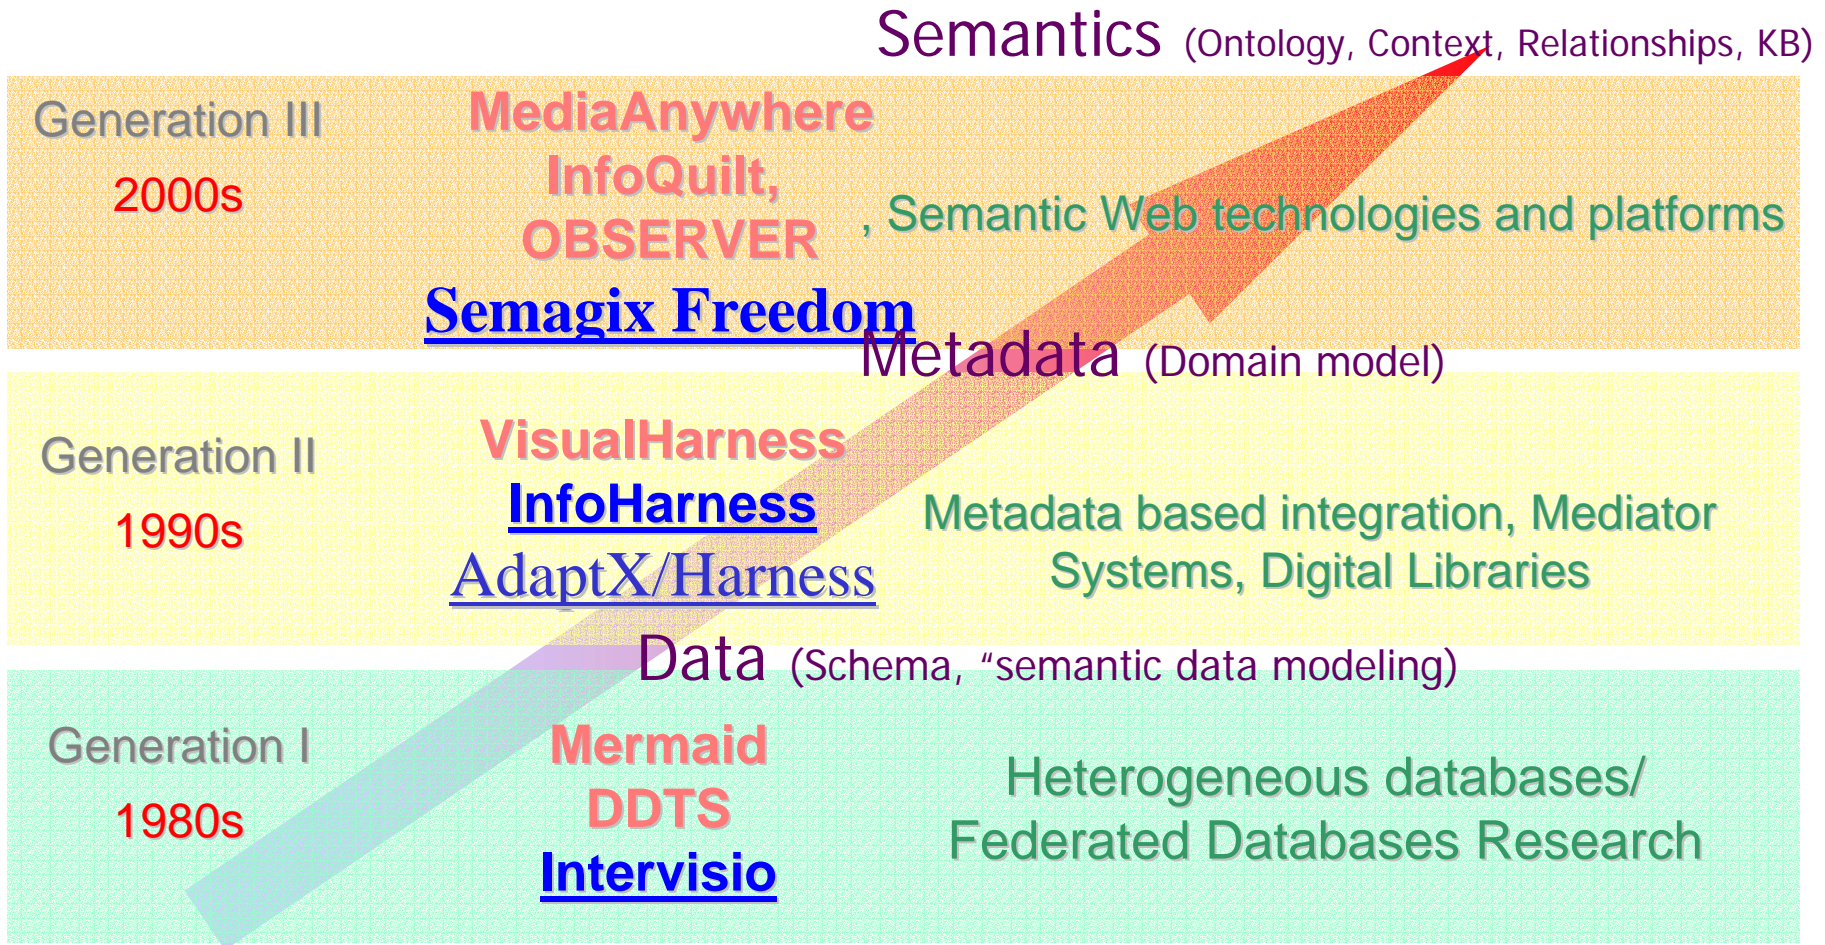 Semantics (Ontology, Context, Relationships, KB)
Generation III
2000s
MediaAnywhere
InfoQuilt,
OBSERVER
Semagix Freedom
, Semantic Web technologies and platforms
Metadata (Domain model)
Generation II
1990s
VisualHarness
InfoHarness
AdaptX/Harness
Metadata based integration, Mediator
Systems, Digital Libraries
Data (Schema, “semantic data modeling)
Generation I
1980s
Mermaid
DDTS
Intervisio
Heterogeneous databases/
Federated Databases Research